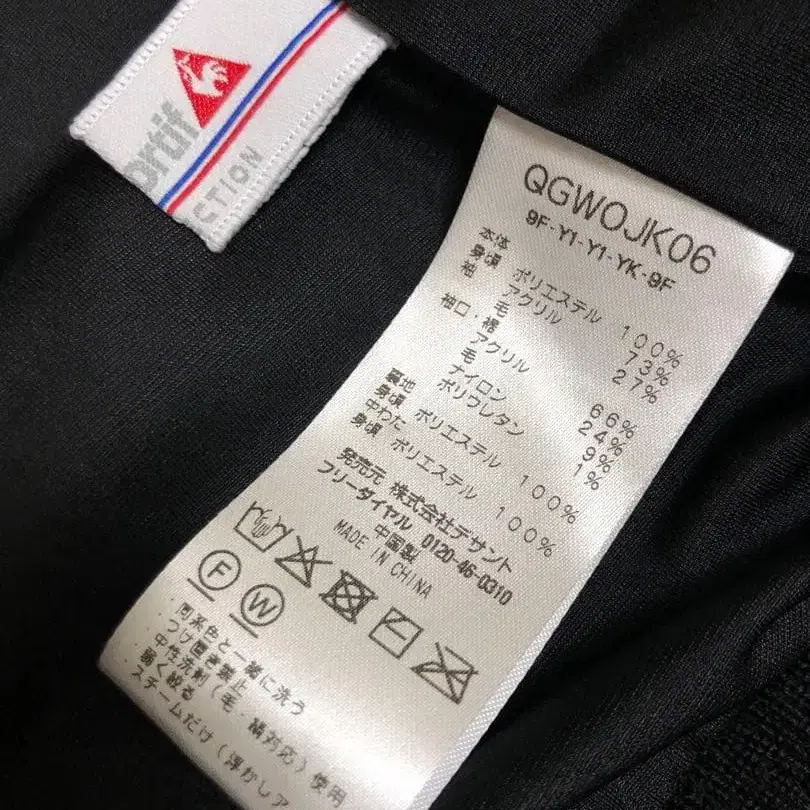 ortif
CTION
QGWOJK06
9F-Y1-Y1-YK-9F
本体
身頃 ポリエステル 100%
袖 アクリル 73%
毛 27%
袖口・裾
アクリル 66%
毛 24%
ナイロン 9%
ポリウレタン 1%
裏地
身頃 ポリエステル 100%
中わた
身頃 ポリエステル 100%
発売元 株式会社デサント
フリーダイヤル 0120-46-0310
中国製
MADE IN CHINA
F
W
・同系色と一緒に洗う
つけ置き禁止
中性洗剤(毛・絹対応)使用
弱く絞る
スチームだけ(浮かしア